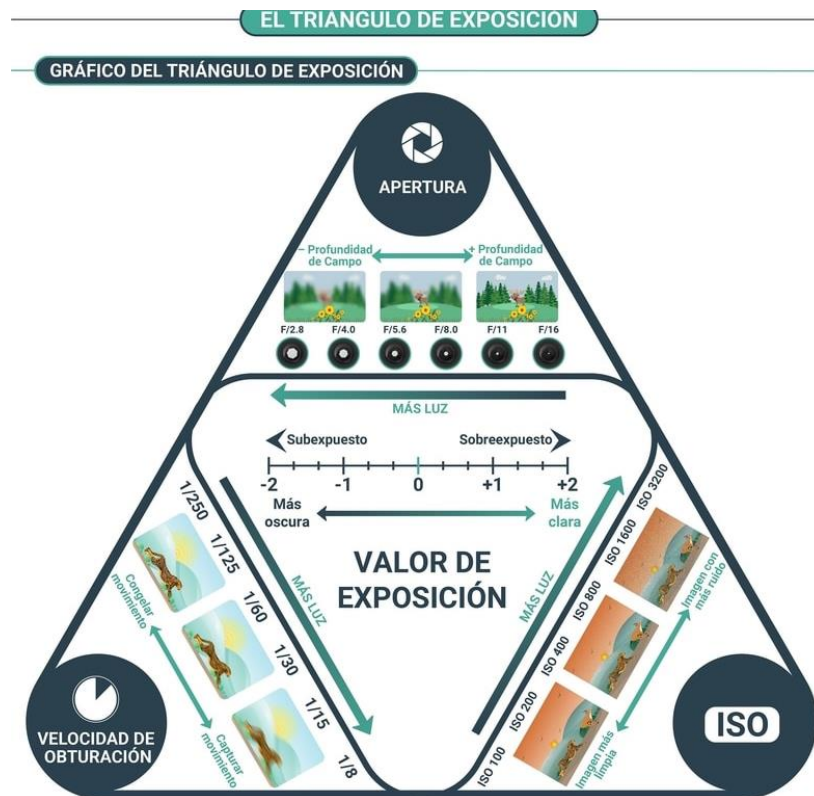 EL TRIÁNGULO DE EXPOSICIÓN
GRÁFICO DEL TRIÁNGULO DE EXPOSICIÓN
APERTURA
– Profundidad
de Campo
+ Profundidad
de Campo
F/2.8
F/4.0
F/5.6
F/8.0
F/11
F/16
MÁS LUZ
Subexpuesto
Sobreexpuesto
-2
-1
0
+1
+2
Más
oscura
Más
clara
VALOR DE
EXPOSICIÓN
1/250
1/125
1/60
1/30
1/15
1/8
MÁS LUZ
Congelar
movimiento
Capturar
movimiento
VELOCIDAD DE
OBTURACIÓN
MÁS LUZ
ISO 3200
ISO 1600
ISO 800
ISO 400
ISO 200
ISO 100
Imagen con
más ruido
Imagen más
limpia
ISO